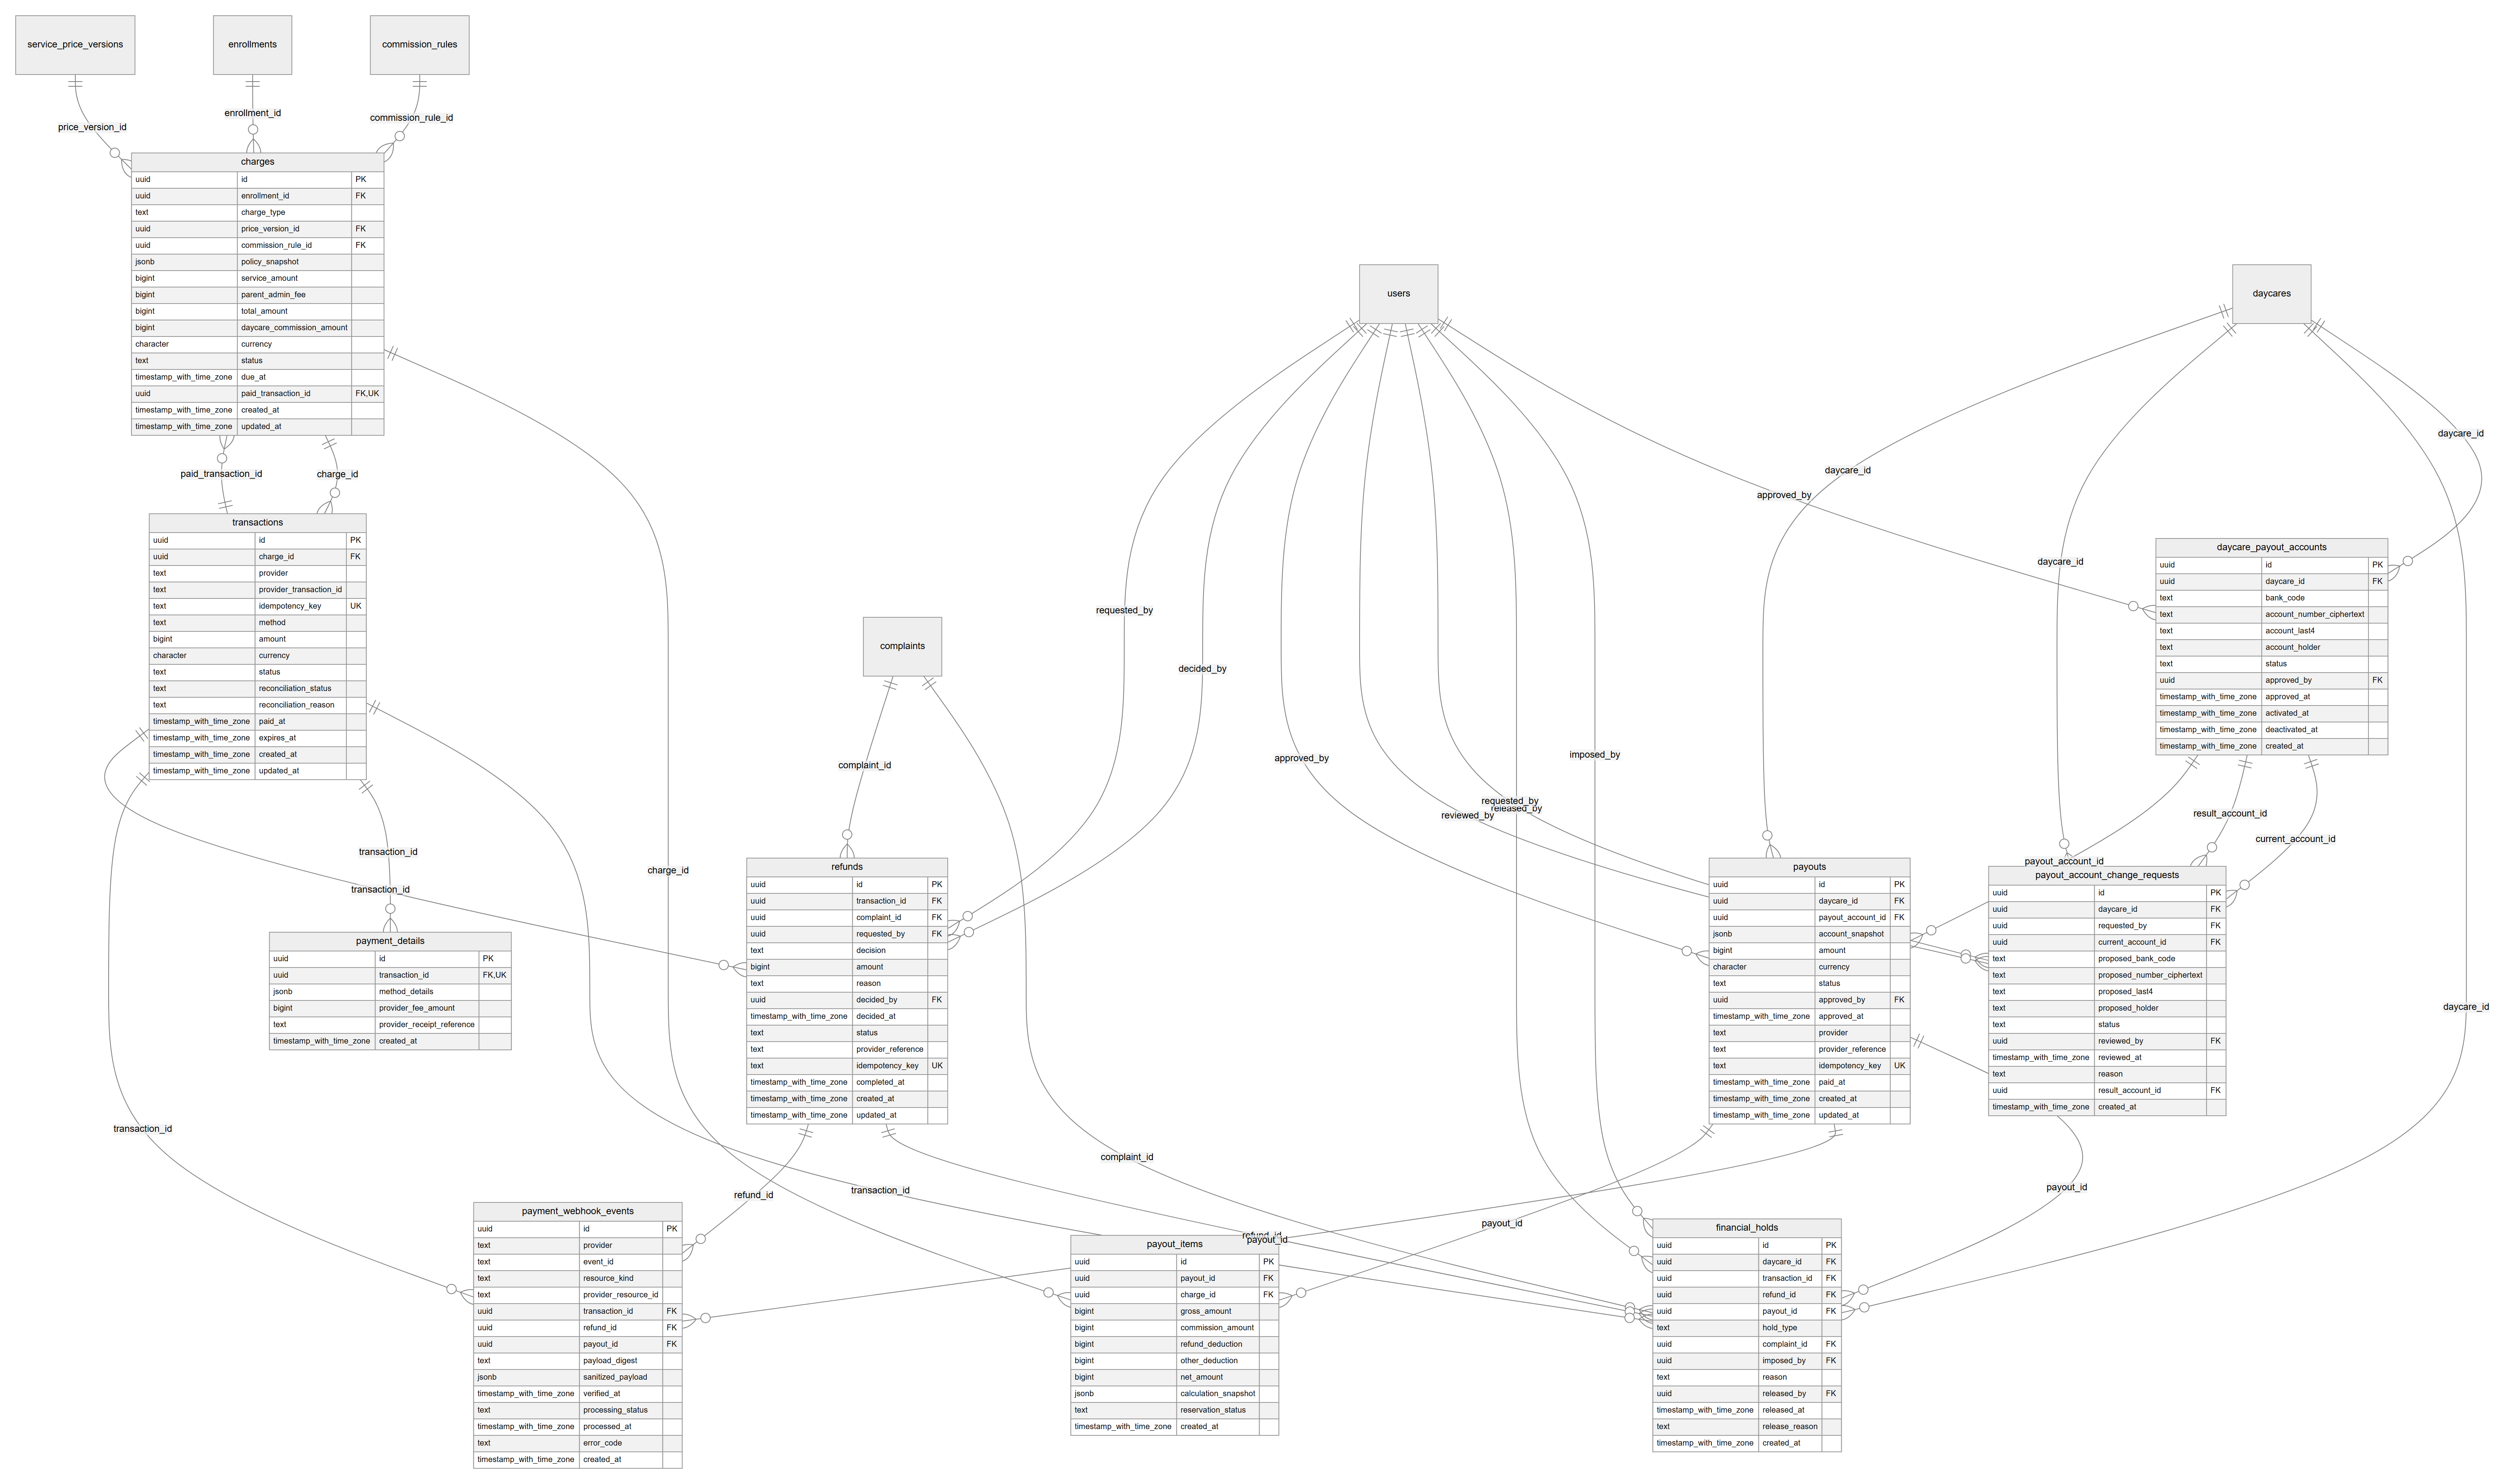 service_price_versions
enrollments
commission_rules
price_version_id
enrollment_id
commission_rule_id
charges
uuid id PK
uuid enrollment_id FK
text charge_type
uuid price_version_id FK
uuid commission_rule_id FK
jsonb policy_snapshot
bigint service_amount
bigint parent_admin_fee
bigint total_amount
bigint daycare_commission_amount
character currency
text status
timestamp_with_time_zone due_at
uuid paid_transaction_id FK,UK
timestamp_with_time_zone created_at
timestamp_with_time_zone updated_at
paid_transaction_id
charge_id
transactions
uuid id PK
uuid charge_id FK
text provider
text provider_transaction_id
text idempotency_key UK
text method
bigint amount
character currency
text status
text reconciliation_status
text reconciliation_reason
timestamp_with_time_zone paid_at
timestamp_with_time_zone expires_at
timestamp_with_time_zone created_at
timestamp_with_time_zone updated_at
users
daycares
daycare_id
daycare_id
approved_by
daycare_id
daycare_payout_accounts
uuid id PK
uuid daycare_id FK
text bank_code
text account_number_ciphertext
text account_last4
text account_holder
text status
uuid approved_by FK
timestamp_with_time_zone approved_at
timestamp_with_time_zone activated_at
timestamp_with_time_zone deactivated_at
timestamp_with_time_zone created_at
requested_by
complaints
decided_by
complaint_id
approved_by
imposed_by
requested_by
released_by
reviewed_by
result_account_id
current_account_id
payout_account_id
transaction_id
transaction_id
charge_id
payment_details
uuid id PK
uuid transaction_id FK,UK
jsonb method_details
bigint provider_fee_amount
text provider_receipt_reference
timestamp_with_time_zone created_at
refunds
uuid id PK
uuid transaction_id FK
uuid complaint_id FK
uuid requested_by FK
text decision
bigint amount
text reason
uuid decided_by FK
timestamp_with_time_zone decided_at
text status
text provider_reference
text idempotency_key UK
timestamp_with_time_zone completed_at
timestamp_with_time_zone created_at
timestamp_with_time_zone updated_at
payouts
uuid id PK
uuid daycare_id FK
uuid payout_account_id FK
jsonb account_snapshot
bigint amount
character currency
text status
uuid approved_by FK
timestamp_with_time_zone approved_at
text provider
text provider_reference
text idempotency_key UK
timestamp_with_time_zone paid_at
timestamp_with_time_zone created_at
timestamp_with_time_zone updated_at
payout_account_change_requests
uuid id PK
uuid daycare_id FK
uuid requested_by FK
uuid current_account_id FK
text proposed_bank_code
text proposed_number_ciphertext
text proposed_last4
text proposed_holder
text status
uuid reviewed_by FK
timestamp_with_time_zone reviewed_at
text reason
uuid result_account_id FK
timestamp_with_time_zone created_at
daycare_id
transaction_id
complaint_id
refund_id
transaction_id
payout_id
payout_id
refund_id
payout_id
payment_webhook_events
uuid id PK
text provider
text event_id
text resource_kind
text provider_resource_id
uuid transaction_id FK
uuid refund_id FK
uuid payout_id FK
text payload_digest
jsonb sanitized_payload
timestamp_with_time_zone verified_at
text processing_status
timestamp_with_time_zone processed_at
text error_code
timestamp_with_time_zone created_at
payout_items
uuid id PK
uuid payout_id FK
uuid charge_id FK
bigint gross_amount
bigint commission_amount
bigint refund_deduction
bigint other_deduction
bigint net_amount
jsonb calculation_snapshot
text reservation_status
timestamp_with_time_zone created_at
financial_holds
uuid id PK
uuid daycare_id FK
uuid transaction_id FK
uuid refund_id FK
uuid payout_id FK
text hold_type
uuid complaint_id FK
uuid imposed_by FK
text reason
uuid released_by FK
timestamp_with_time_zone released_at
text release_reason
timestamp_with_time_zone created_at